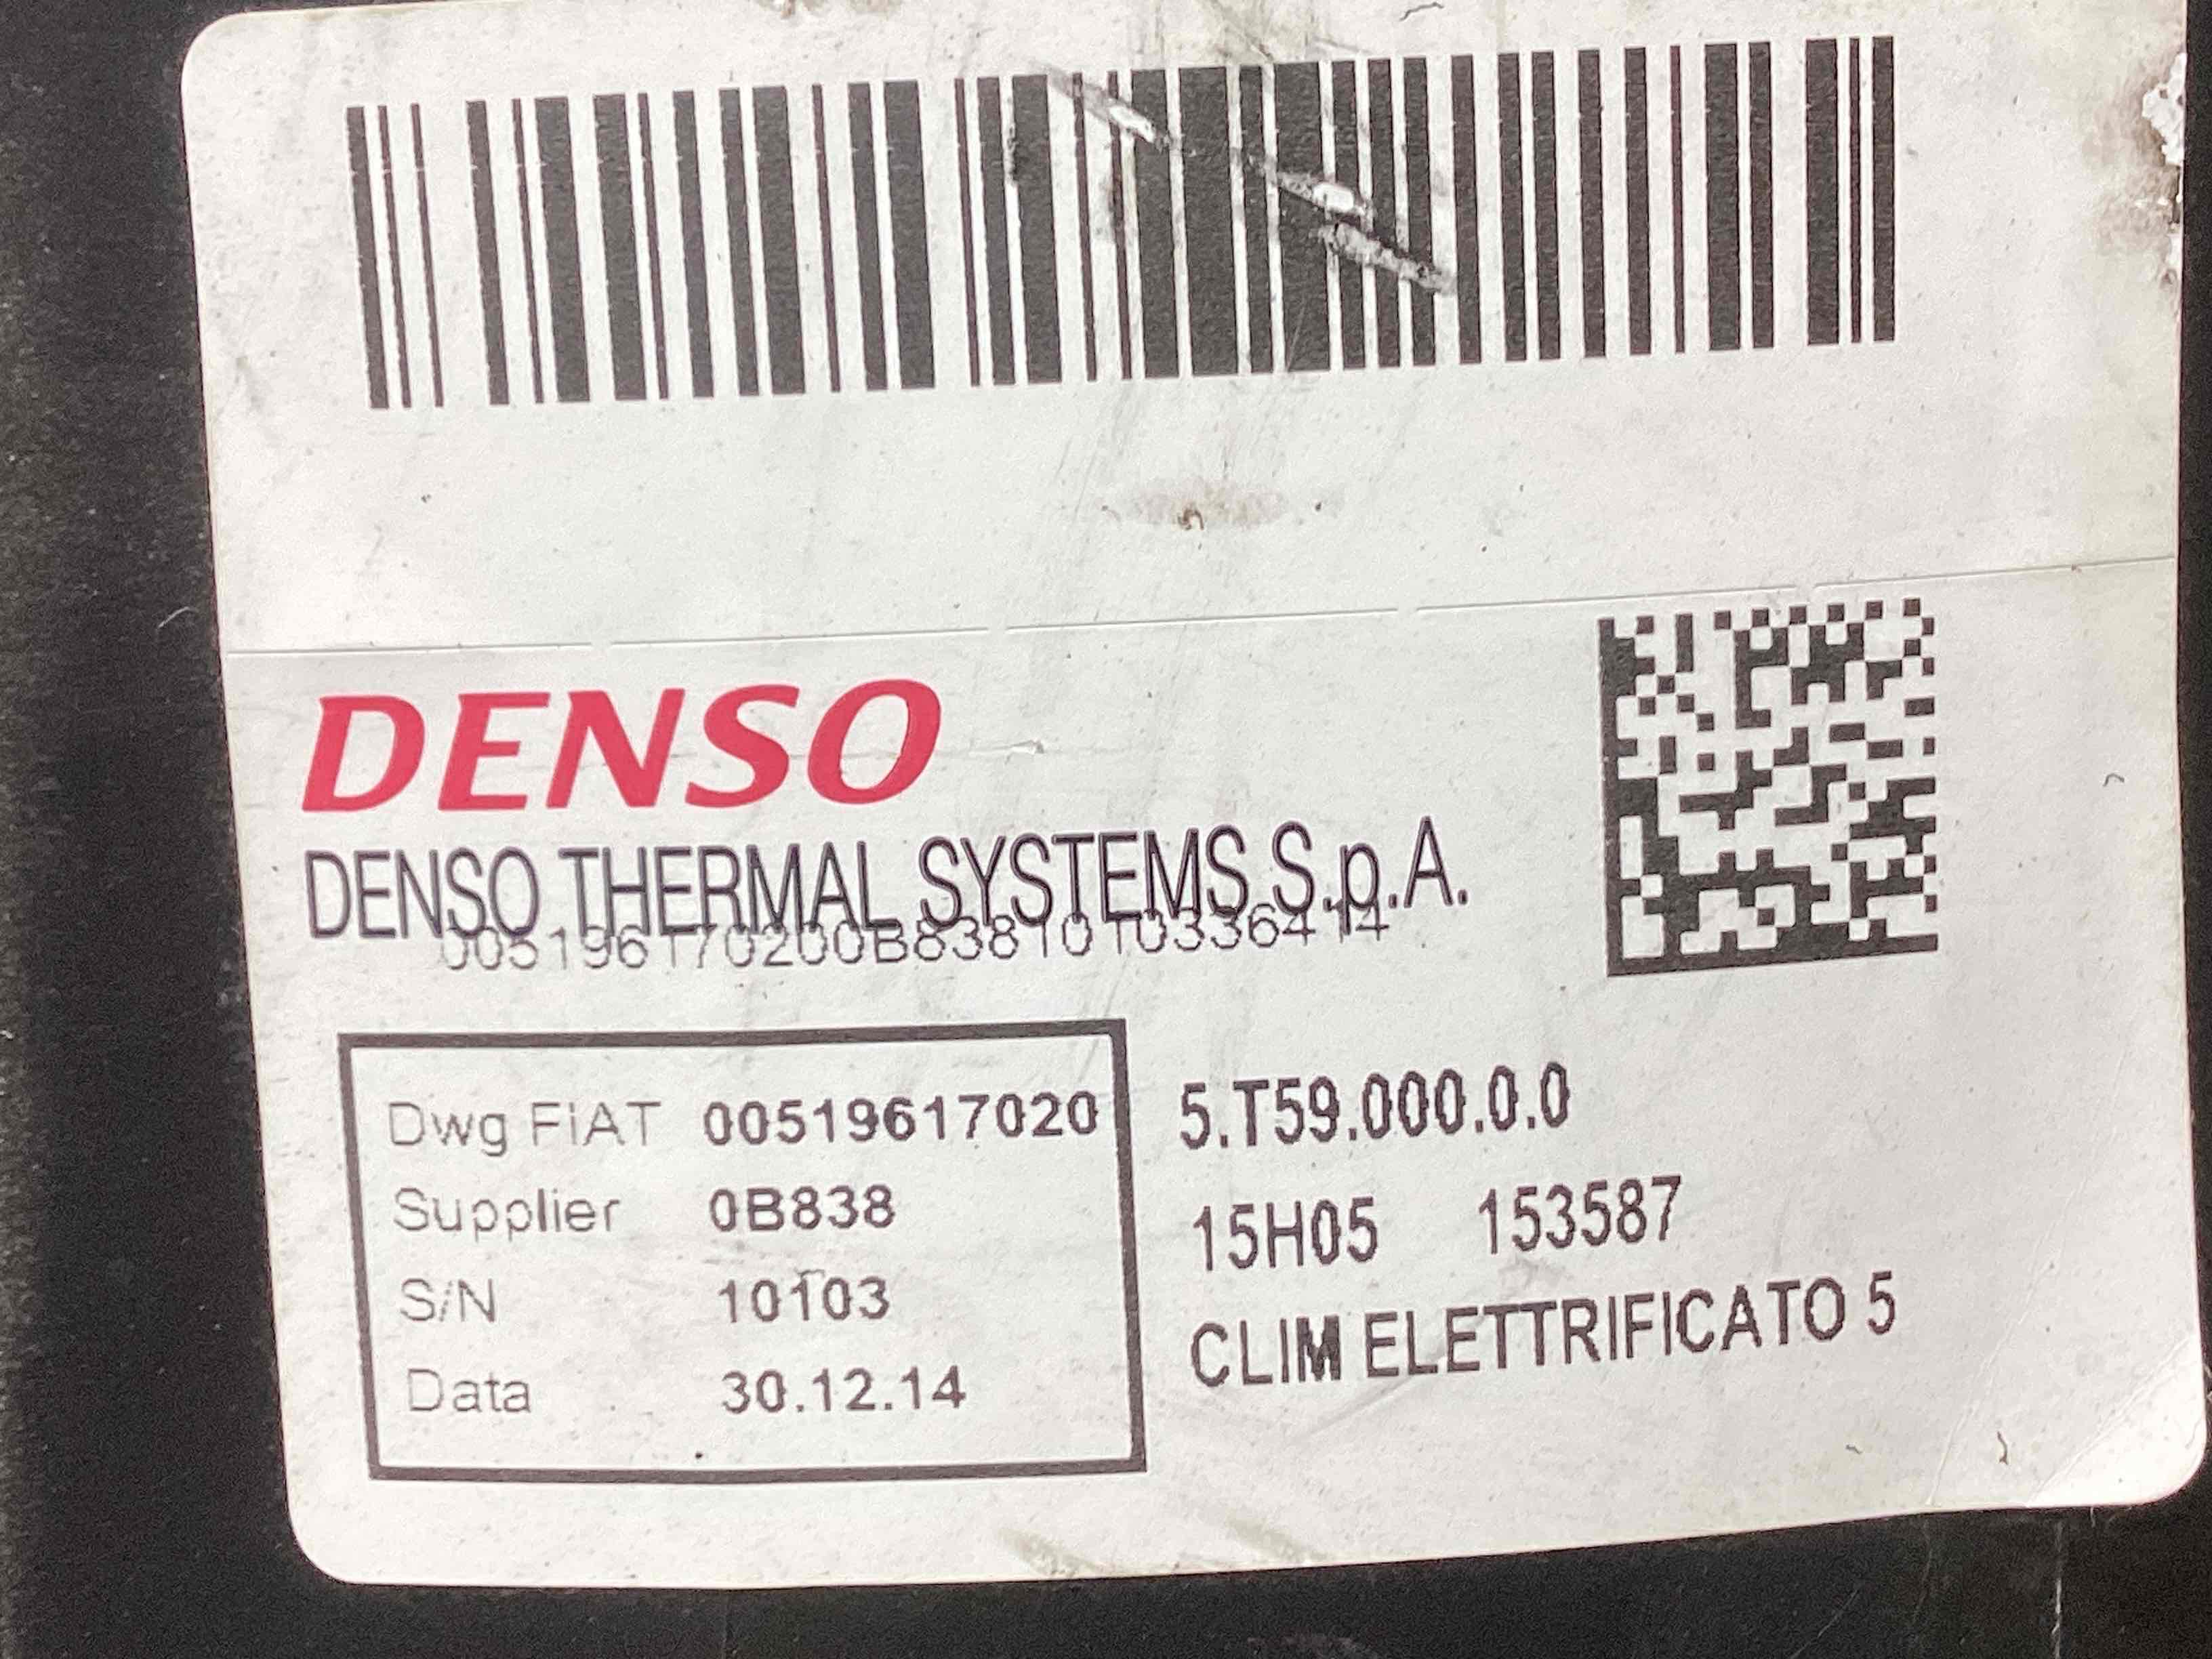 DENSO
DENSO THERMAL SYSTEMS S.p.A.
005196170200B8381010336414
Dwg FiAT 00519617020
Supplier 0B838
S/N 10103
Data 30.12.14
5.T59.000.0.0
15H05 153587
CLIM ELETTRIFICATO 5